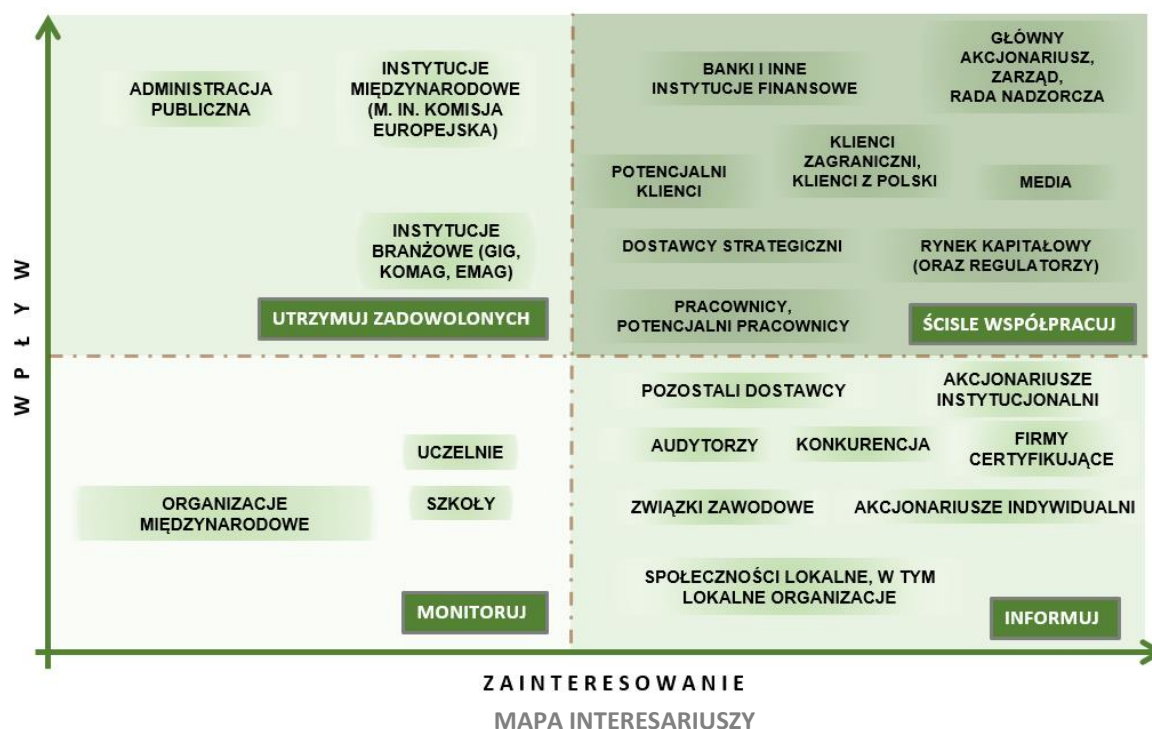 ADMINISTRACJA
PUBLICZNA
INSTYTUCJE
MIĘDZYNARODOWE
(M. IN. KOMISJA
EUROPEJSKA)
INSTYTUCJE
BRANŻOWE (GIG,
KOMAG, EMAG)
UTRZYMUJ ZADOWOLONYCH
BANKI I INNE
INSTYTUCJE FINANSOWE
GŁÓWNY
AKCJONARIUSZ,
ZARZĄD,
RADA NADZORCZA
POTENCJALNI
KLIENCI
KLIENCI
ZAGRANICZNI,
KLIENCI Z POLSKI
MEDIA
DOSTAWCY STRATEGICZNI
RYNEK KAPITAŁOWY
(ORAZ REGULATORZY)
PRACOWNICY,
POTENCJALNI PRACOWNICY
ŚCISLE WSPÓŁPRACUJ
WPŁYW
UCZELNIE
ORGANIZACJE
MIĘDZYNARODOWE
SZKOŁY
MONITORUJ
POZOSTALI DOSTAWCY
AKCJONARIUSZE
INSTYTUCJONALNI
AUDYTORZY
KONKURENCJA
FIRMY
CERTYFIKUJĄCE
ZWIĄZKI ZAWODOWE
AKCJONARIUSZE INDYWIDUALNI
SPOŁECZNOŚCI LOKALNE, W TYM
LOKALNE ORGANIZACJE
INFORMUJ
ZAINTERESOWANIE
MAPA INTERESARIUSZY